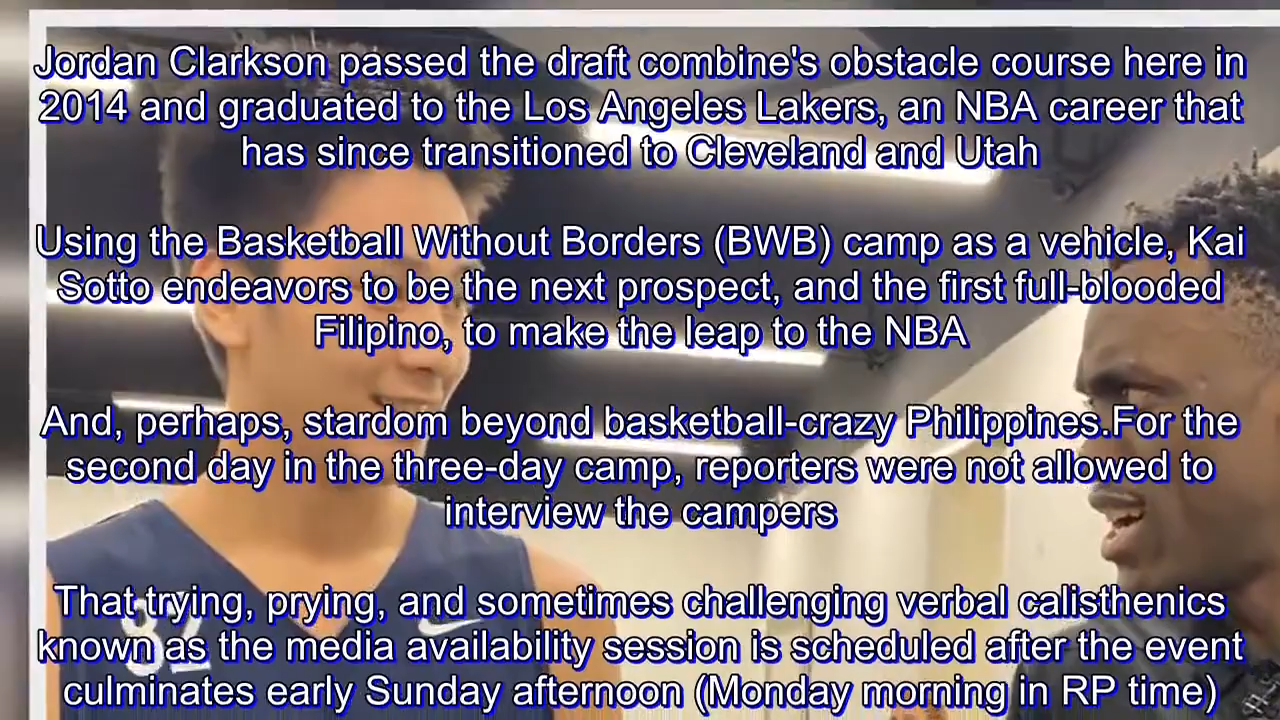 Jordan Clarkson passed the draft combine's obstacle course here in
2014 and graduated to the Los Angeles Lakers, an NBA career that
has since transitioned to Cleveland and Utah
Using the Basketball Without Borders (BWB) camp as a vehicle, Kai
Sotto endeavors to be the next prospect, and the first full-blooded
Filipino, to make the leap to the NBA
And, perhaps, stardom beyond basketball-crazy Philippines.For the
second day in the three-day camp, reporters were not allowed to
interview the campers
That trying, prying, and sometimes challenging verbal calisthenics
known as the media availability session is scheduled after the event
culminates early Sunday afternoon (Monday morning in RP time)
82